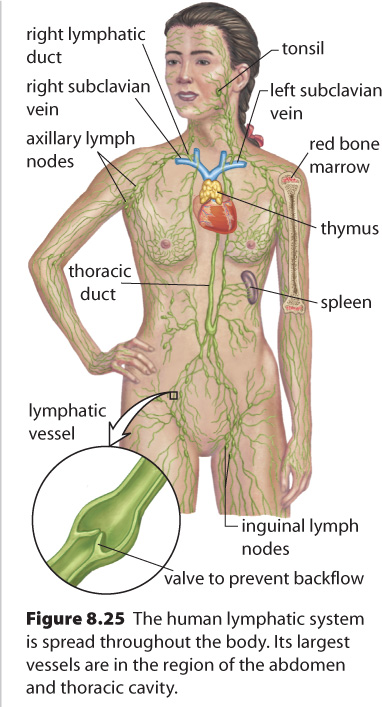 right lymphatic
duct
tonsil
right subclavian
vein
left subclavian
vein
axillary lymph
nodes
red bone
marrow
thymus
thoracic
duct
spleen
lymphatic
vessel
inguinal lymph
nodes
valve to prevent backflow
Figure 8.25 The human lymphatic system
is spread throughout the body. Its largest
vessels are in the region of the abdomen
and thoracic cavity.